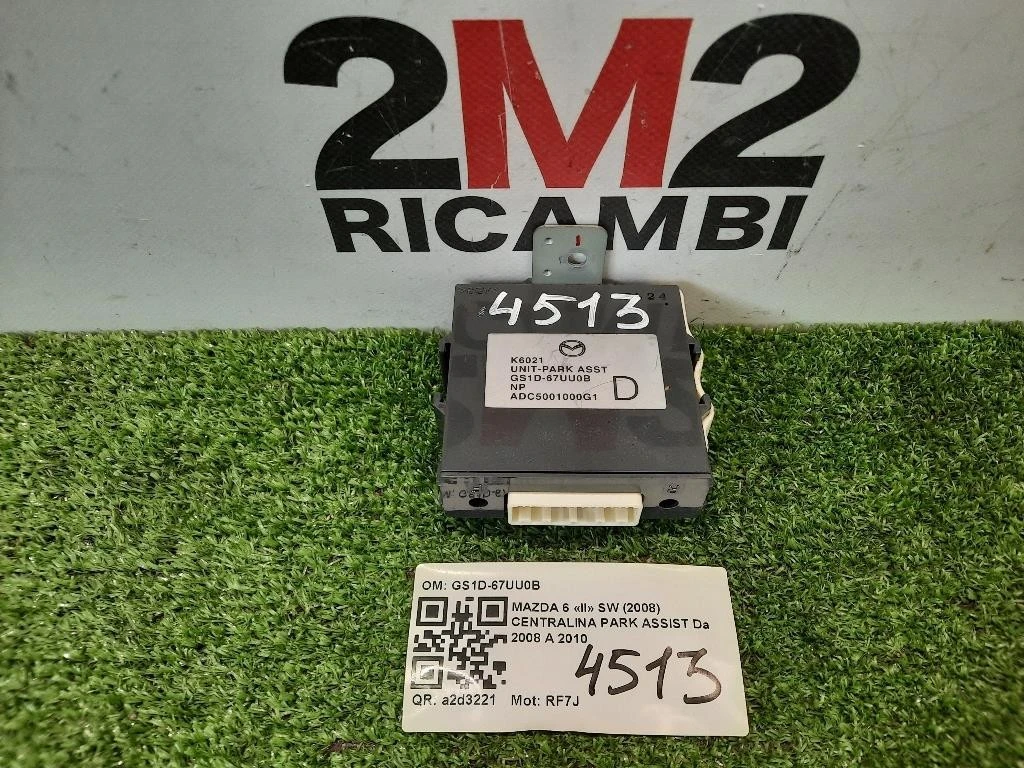 2M2
RICAMBI
24
4513
K6021
UNIT-PARK ASST
GS1D-67UU0B
NP
ADC5001000G1
D
OM: GS1D-67UU0B
MAZDA 6 «II» SW (2008)
CENTRALINA PARK ASSIST Da
2008 A 2010
4513
QR: a2d3221 Mot: RF7J